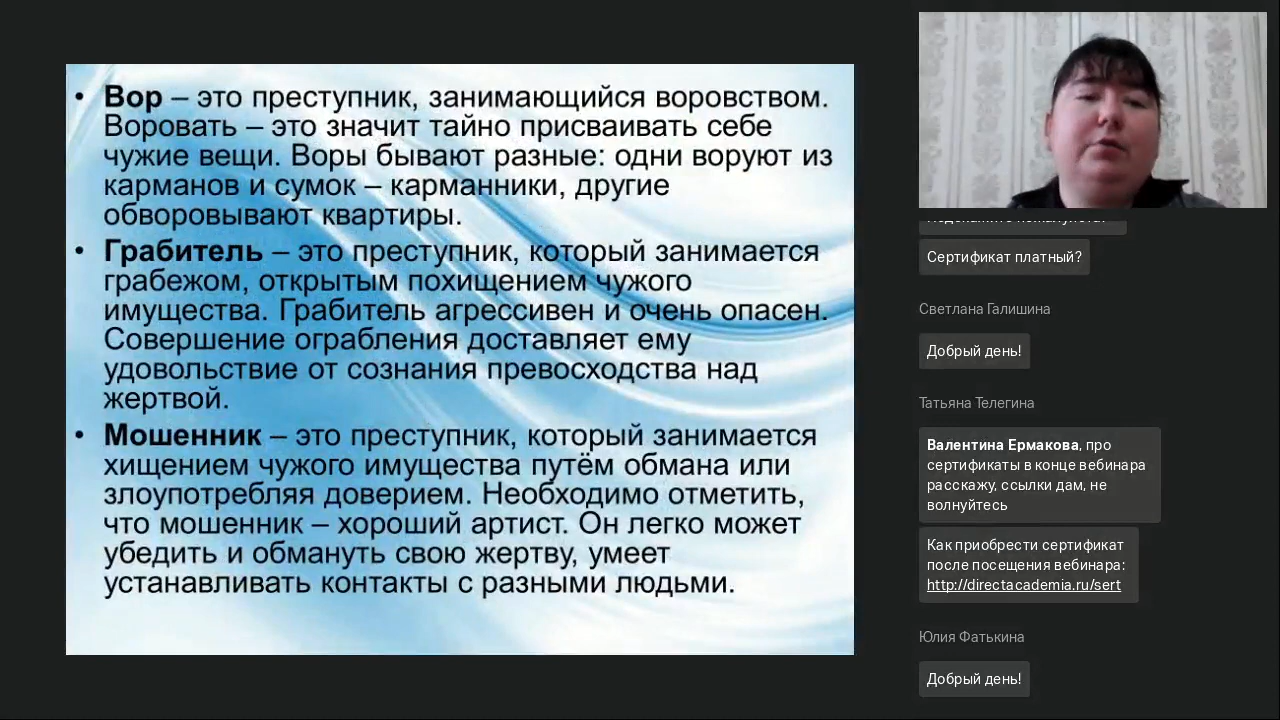 • Вор – это преступник, занимающийся воровством.
Воровать – это значит тайно присваивать себе
чужие вещи. Воры бывают разные: одни воруют из
карманов и сумок – карманники, другие
обворовывают квартиры.
• Грабитель – это преступник, который занимается
грабежом, открытым похищением чужого
имущества. Грабитель агрессивен и очень опасен.
Совершение ограбления доставляет ему
удовольствие от сознания превосходства над
жертвой.
• Мошенник – это преступник, который занимается
хищением чужого имущества путём обмана или
злоупотребляя доверием. Необходимо отметить,
что мошенник – хороший артист. Он легко может
убедить и обмануть свою жертву, умеет
устанавливать контакты с разными людьми.
Сертификат платный?
Светлана Галишина
Добрый день!
Татьяна Телегина
Валентина Ермакова, про
сертификаты в конце вебинара
расскажу, ссылки дам, не
волнуйтесь
Как приобрести сертификат
после посещения вебинара:
http://directacademia.ru/sert
Юлия Фатькина
Добрый день!